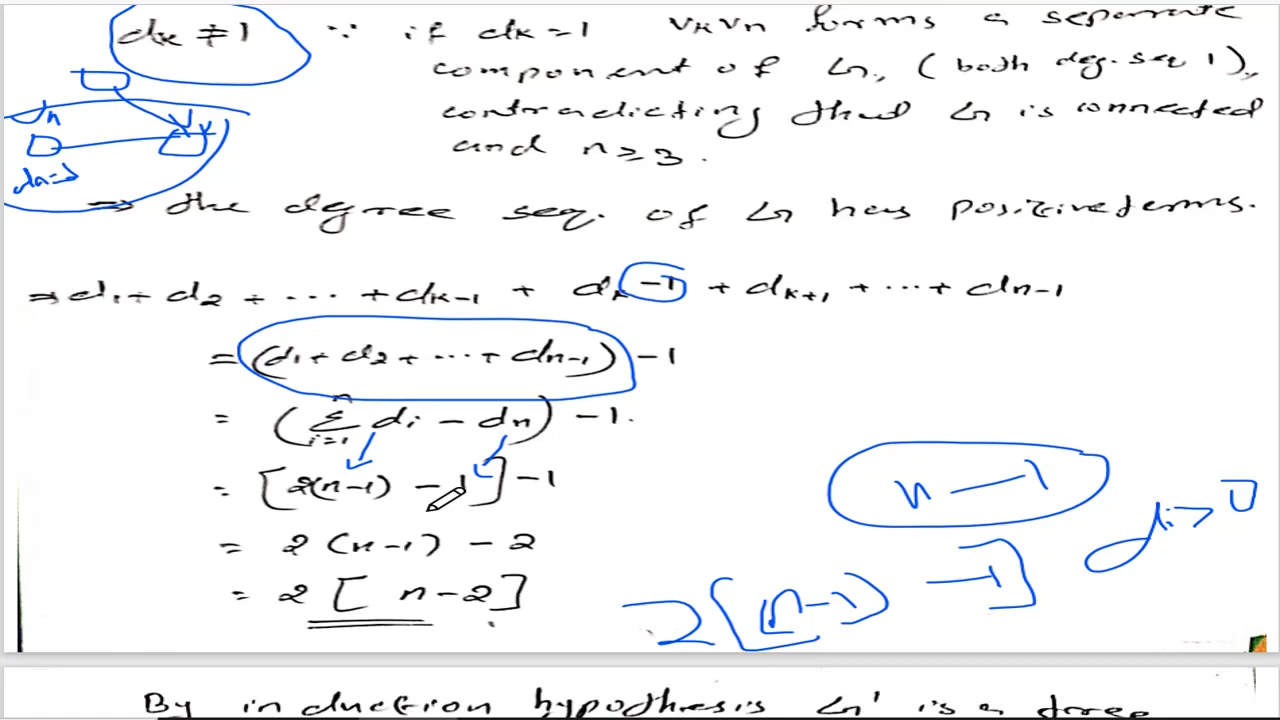 dk ≠ 1 ∵ if dk = 1 VkVn forms a separate
component of G, (both deg. seq 1),
contradicting that G is connected
and n ≥ 3.
⇒ the degree seq. of G has positive terms.
⇒ d1 + d2 + ... + dk-1 + dk -1 + dk+1 + ... + dn-1
= (d1 + d2 + ... + dn-1) -1
= (Σ di - dn) -1.
n
i=1
= [2(n-1) - 1] -1
= 2(n-1) - 2
= 2[n-2]
n-1
di > 0
2[(n-1) -1]
By induction hypothesis G' is a tree